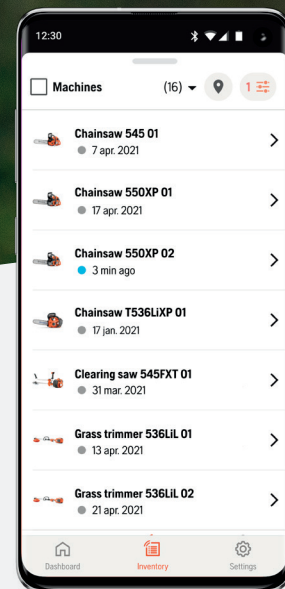 12:30
Machines (16) 1
Chainsaw 545 01
7 apr. 2021
Chainsaw 550XP 01
17 apr. 2021
Chainsaw 550XP 02
3 min ago
Chainsaw T536LiXP 01
17 jan. 2021
Clearing saw 545FXT 01
31 mar. 2021
Grass trimmer 536LiL 01
13 apr. 2021
Grass trimmer 536LiL 02
21 apr. 2021
Dashboard Inventory Settings